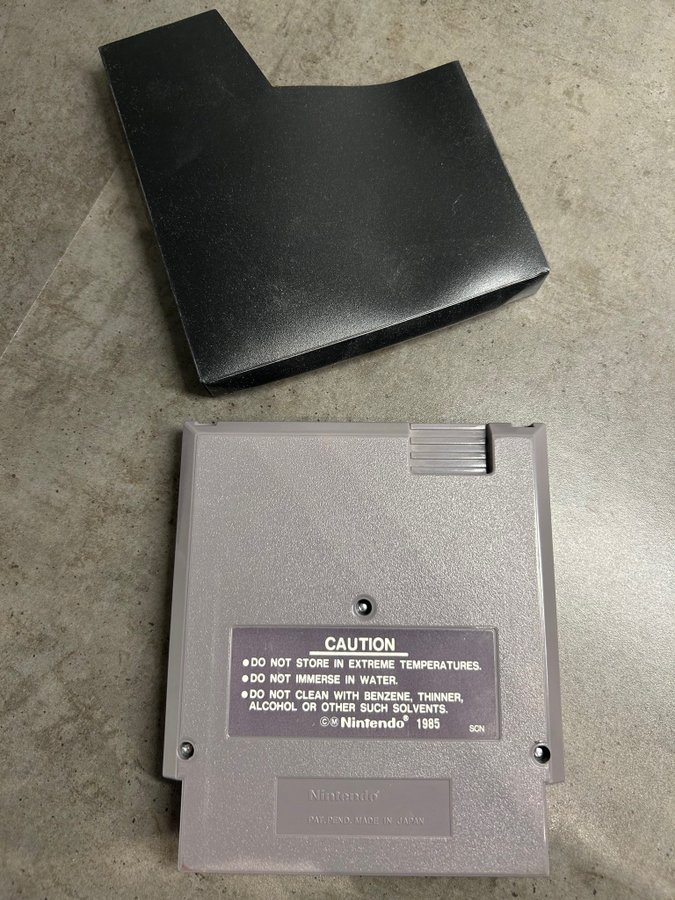 CAUTION
●DO NOT STORE IN EXTREME TEMPERATURES.
●DO NOT IMMERSE IN WATER.
●DO NOT CLEAN WITH BENZENE, THINNER,
ALCOHOL OR OTHER SUCH SOLVENTS.
©Ⓜ Nintendo® 1985 SCN
Nintendo®
PAT. PEND. MADE IN JAPAN